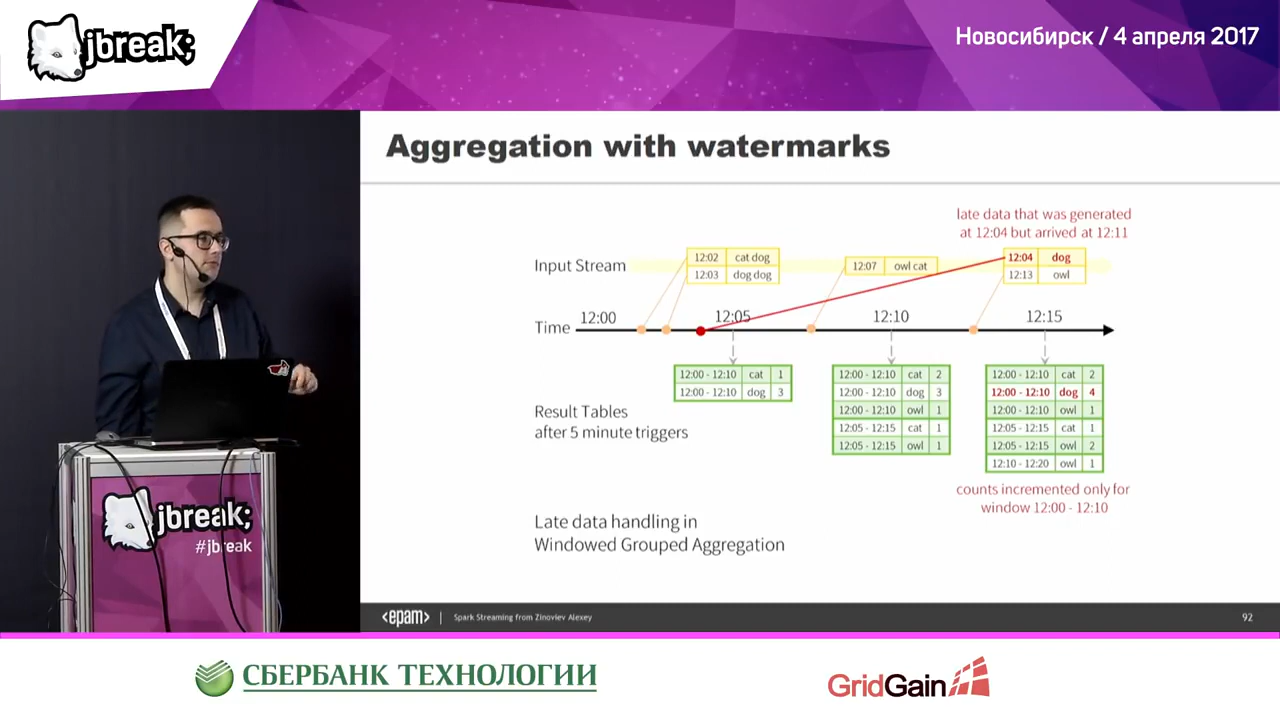 jbreak;
Новосибирск / 4 апреля 2017
Aggregation with watermarks
late data that was generated
at 12:04 but arrived at 12:11
Input Stream
12:02 cat dog
12:03 dog dog
12:07 owl cat
12:04 dog
12:13 owl
Time
12:00
12:05
12:10
12:15
Result Tables
after 5 minute triggers
12:00 - 12:10 cat 1
12:00 - 12:10 dog 3
12:00 - 12:10 cat 2
12:00 - 12:10 dog 3
12:00 - 12:10 owl 1
12:05 - 12:15 cat 1
12:05 - 12:15 owl 1
12:00 - 12:10 cat 2
12:00 - 12:10 dog 4
12:00 - 12:10 owl 1
12:05 - 12:15 cat 1
12:05 - 12:15 owl 2
12:10 - 12:20 owl 1
counts incremented only for
window 12:00 - 12:10
Late data handling in
Windowed Grouped Aggregation
<epam> | Spark Streaming from Zinoviev Alexey
92
jbreak;
#jbreak
СБЕРБАНК ТЕХНОЛОГИИ
GridGain